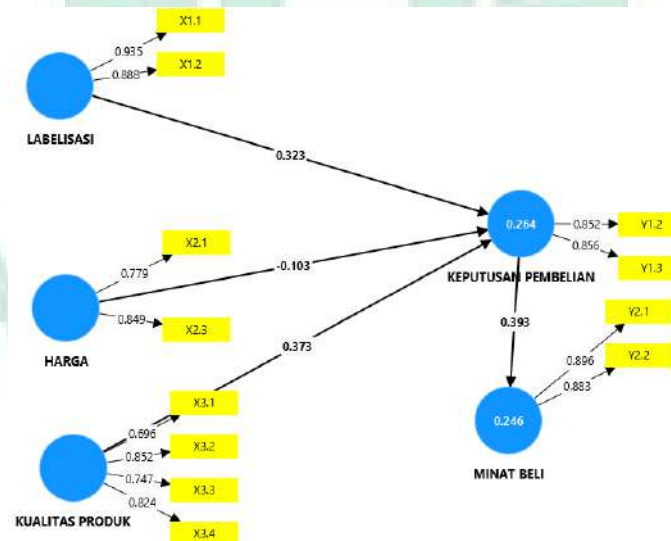 X1.1
0.935
X1.2
0.888
LABELISASI
0.323
X2.1
0.779
-0.103
0.849
X2.3
HARGA
0.264
0.852
Y1.2
0.856
Y1.3
KEPUTUSAN PEMBELIAN
0.393
0.373
X3.1
0.696
X3.2
0.852
X3.3
0.747
0.824
X3.4
KUALITAS PRODUK
Y2.1
0.896
Y2.2
0.883
0.246
MINAT BELI